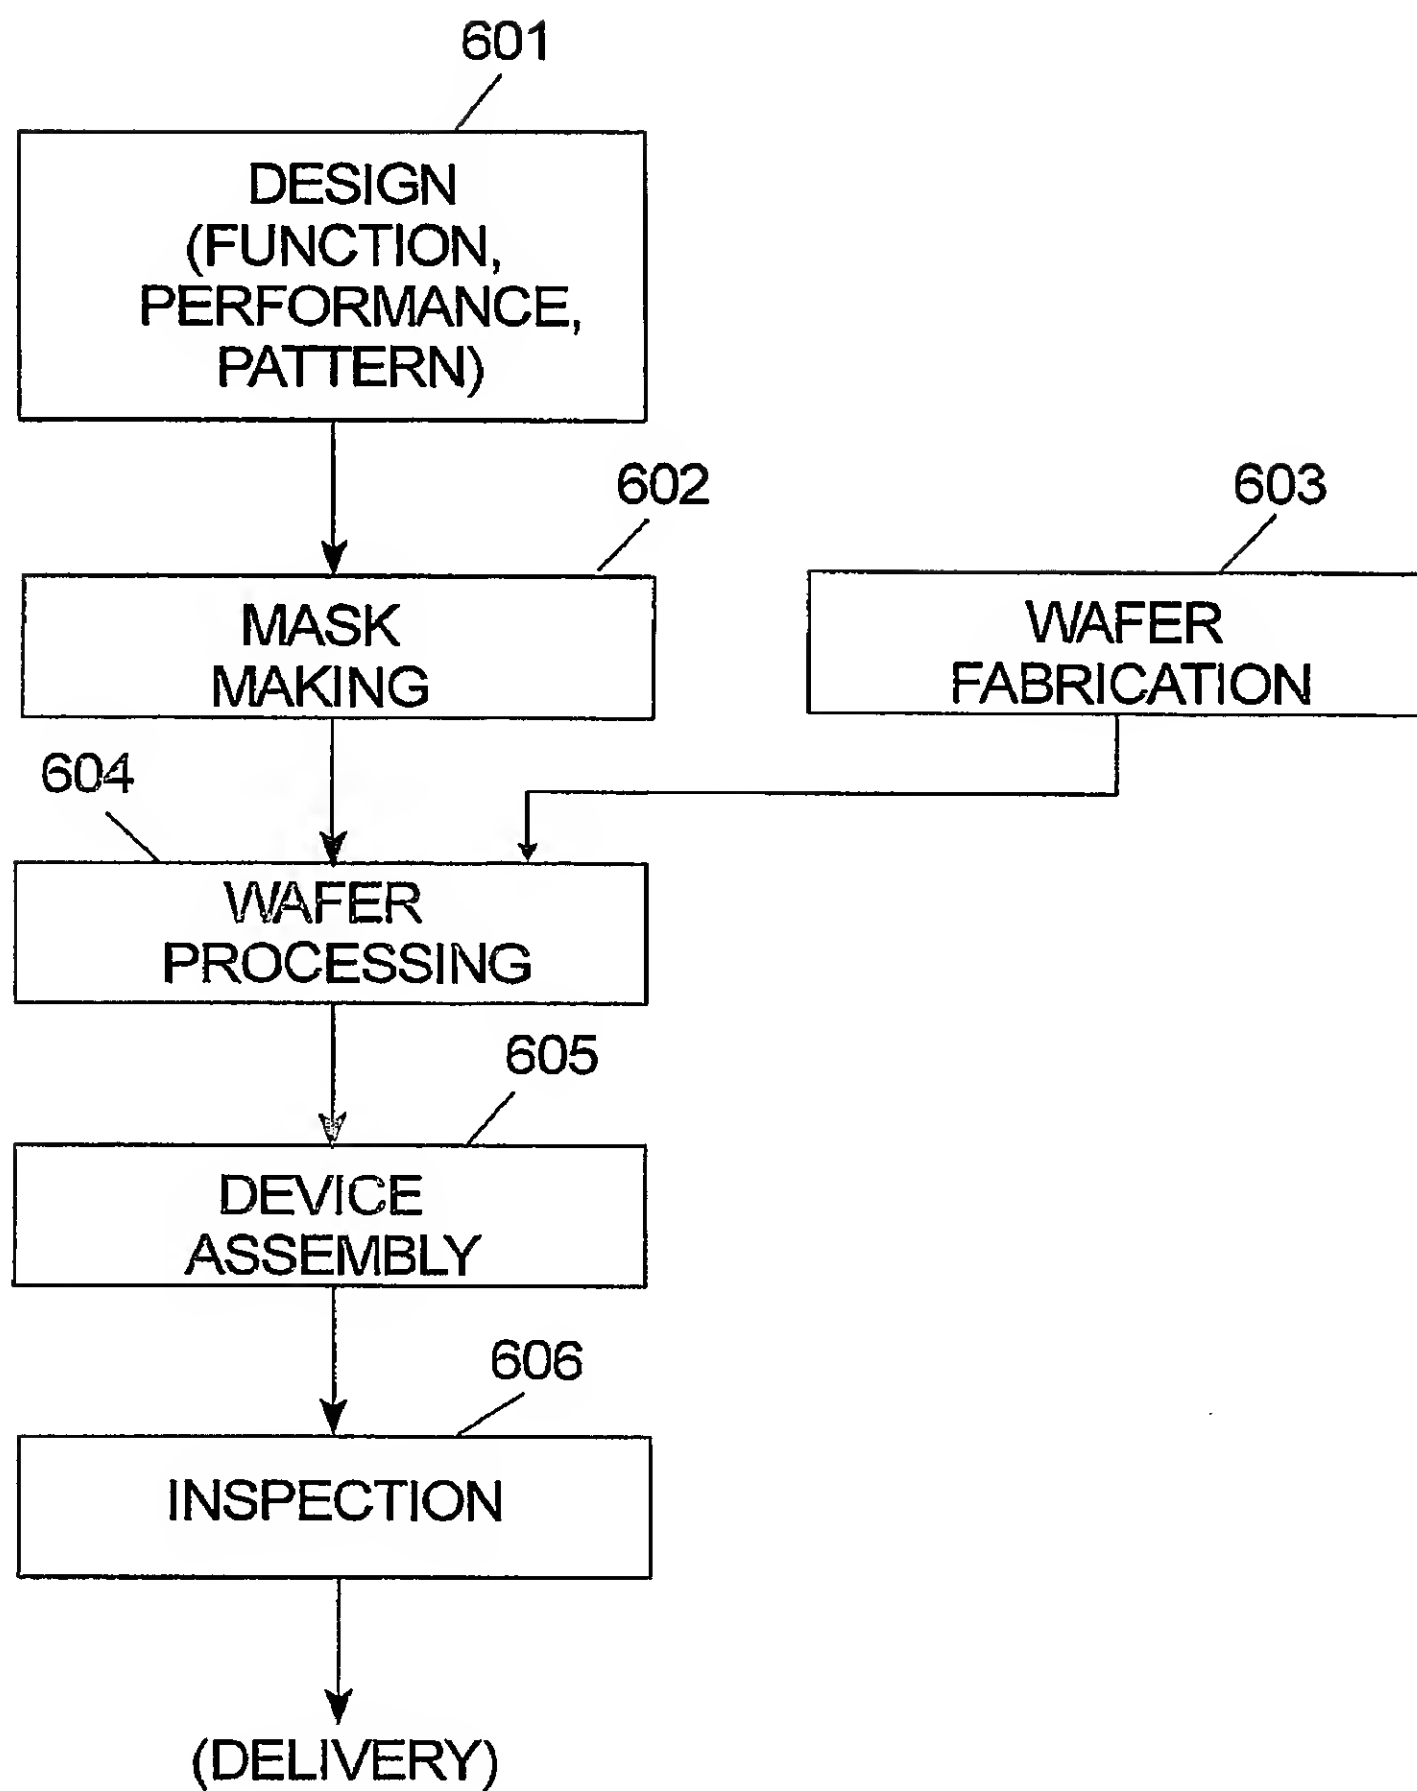 601
DESIGN
(FUNCTION,
PERFORMANCE,
PATTERN)
602
MASK
MAKING
603
WAFER
FABRICATION
604
WAFER
PROCESSING
605
DEVICE
ASSEMBLY
606
INSPECTION
(DELIVERY)